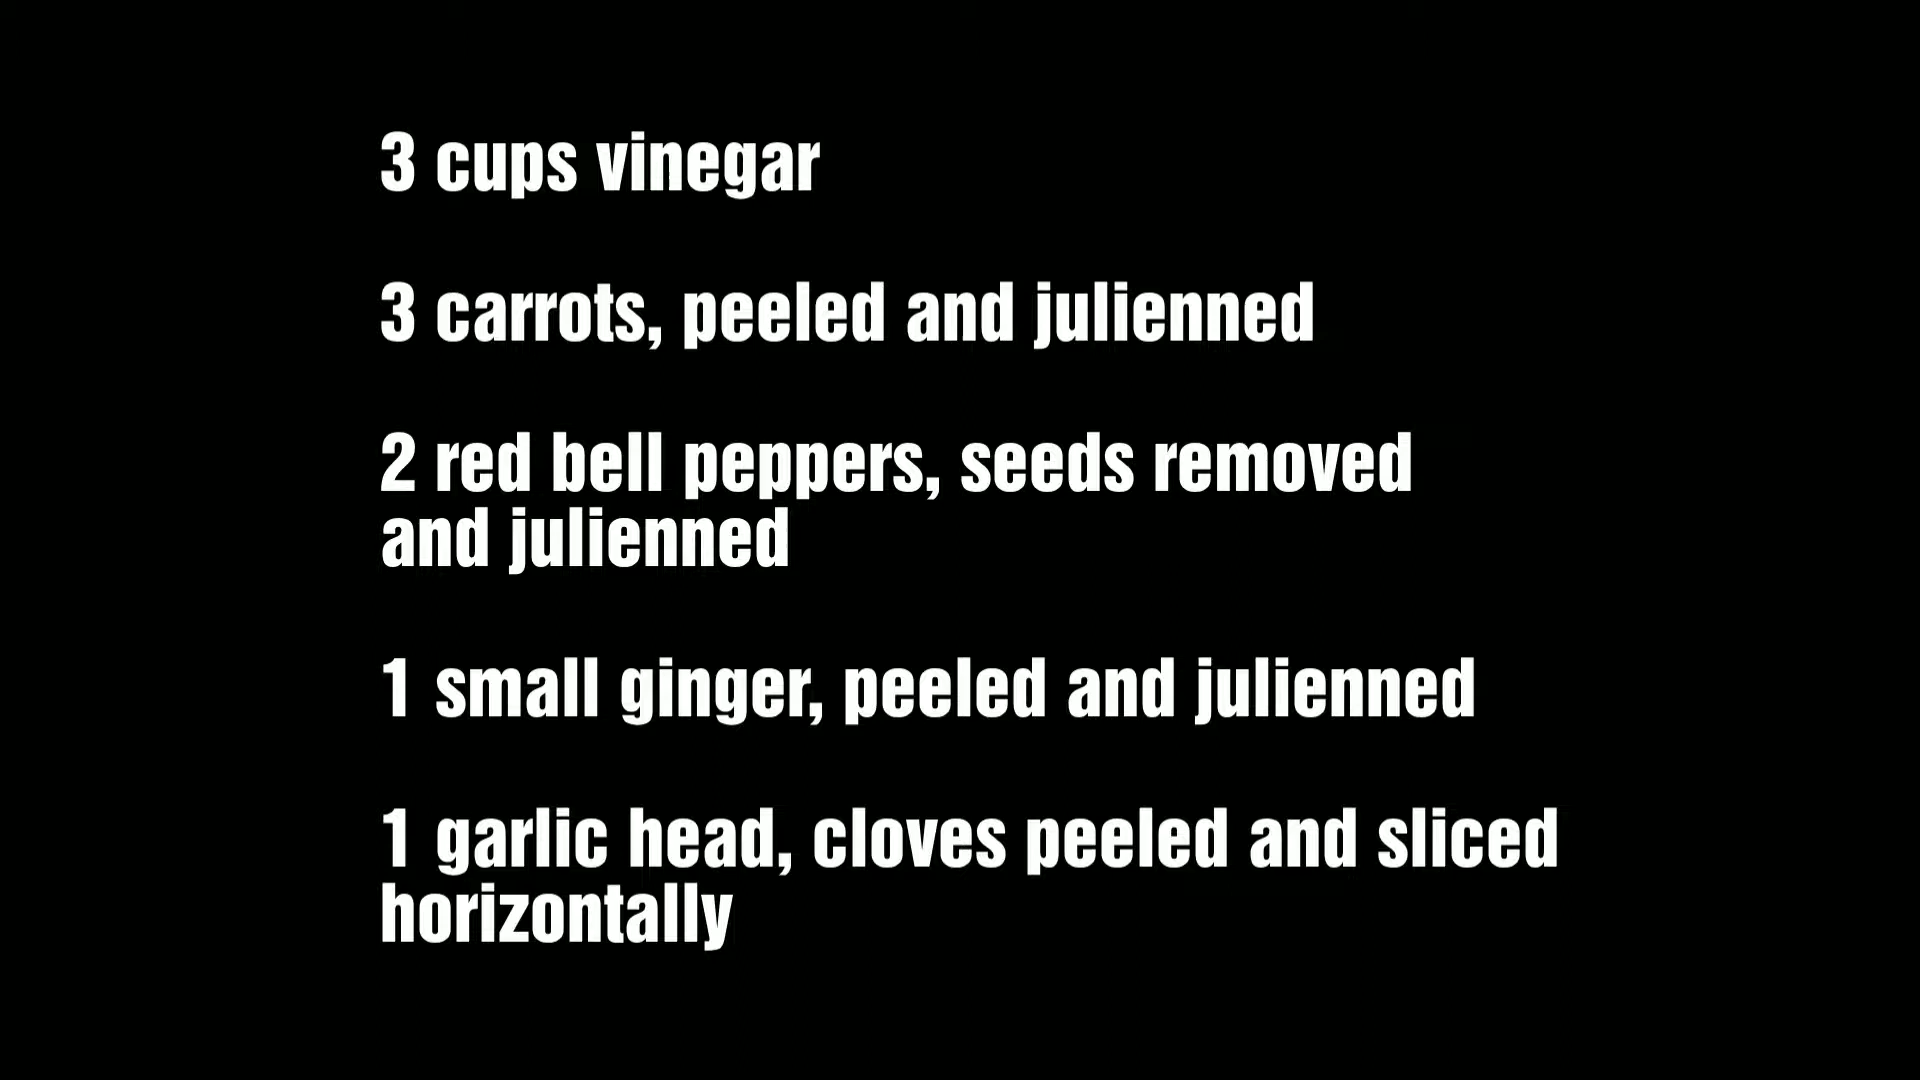 3 cups vinegar
3 carrots, peeled and julienned
2 red bell peppers, seeds removed
and julienned
1 small ginger, peeled and julienned
1 garlic head, cloves peeled and sliced
horizontally